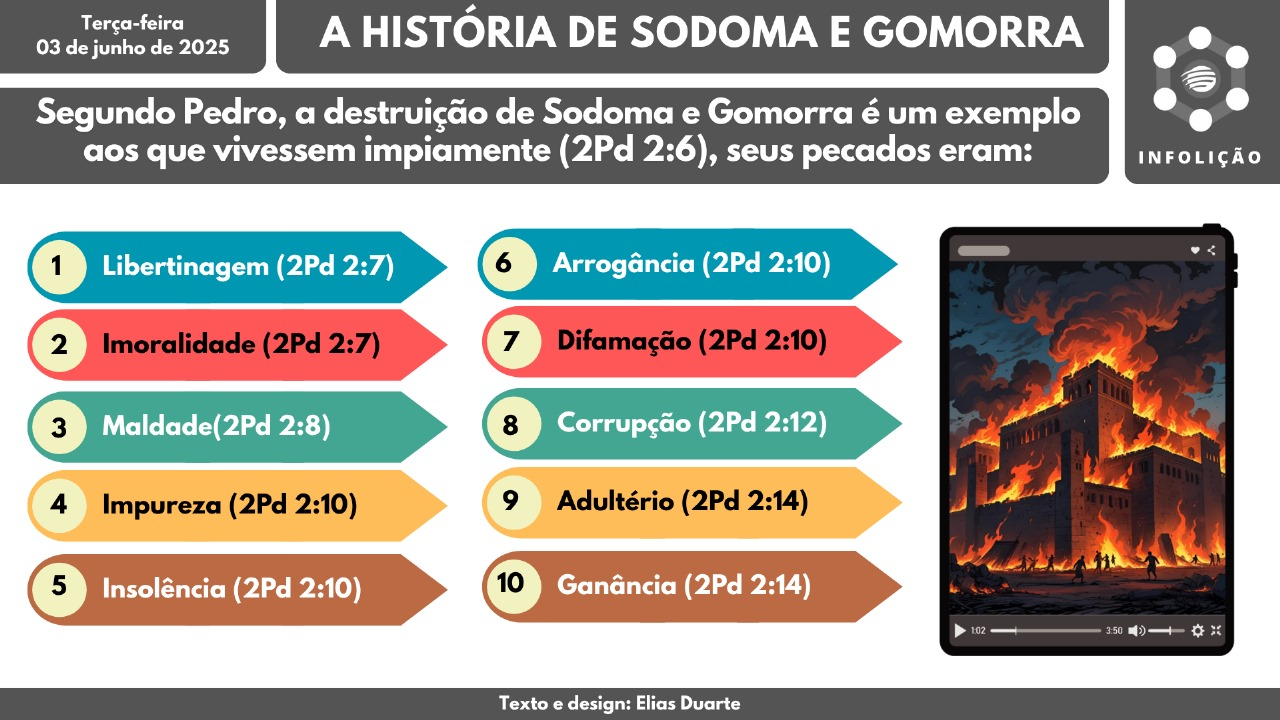 Terça-feira
03 de junho de 2025
A HISTÓRIA DE SODOMA E GOMORRA
INFOLIÇÃO
Segundo Pedro, a destruição de Sodoma e Gomorra é um exemplo
aos que vivessem impiamente (2Pd 2:6), seus pecados eram:
1 Libertinagem (2Pd 2:7)
2 Imoralidade (2Pd 2:7)
3 Maldade(2Pd 2:8)
4 Impureza (2Pd 2:10)
5 Insolência (2Pd 2:10)
6 Arrogância (2Pd 2:10)
7 Difamação (2Pd 2:10)
8 Corrupção (2Pd 2:12)
9 Adultério (2Pd 2:14)
10 Ganância (2Pd 2:14)
1:02 3:50
Texto e design: Elias Duarte